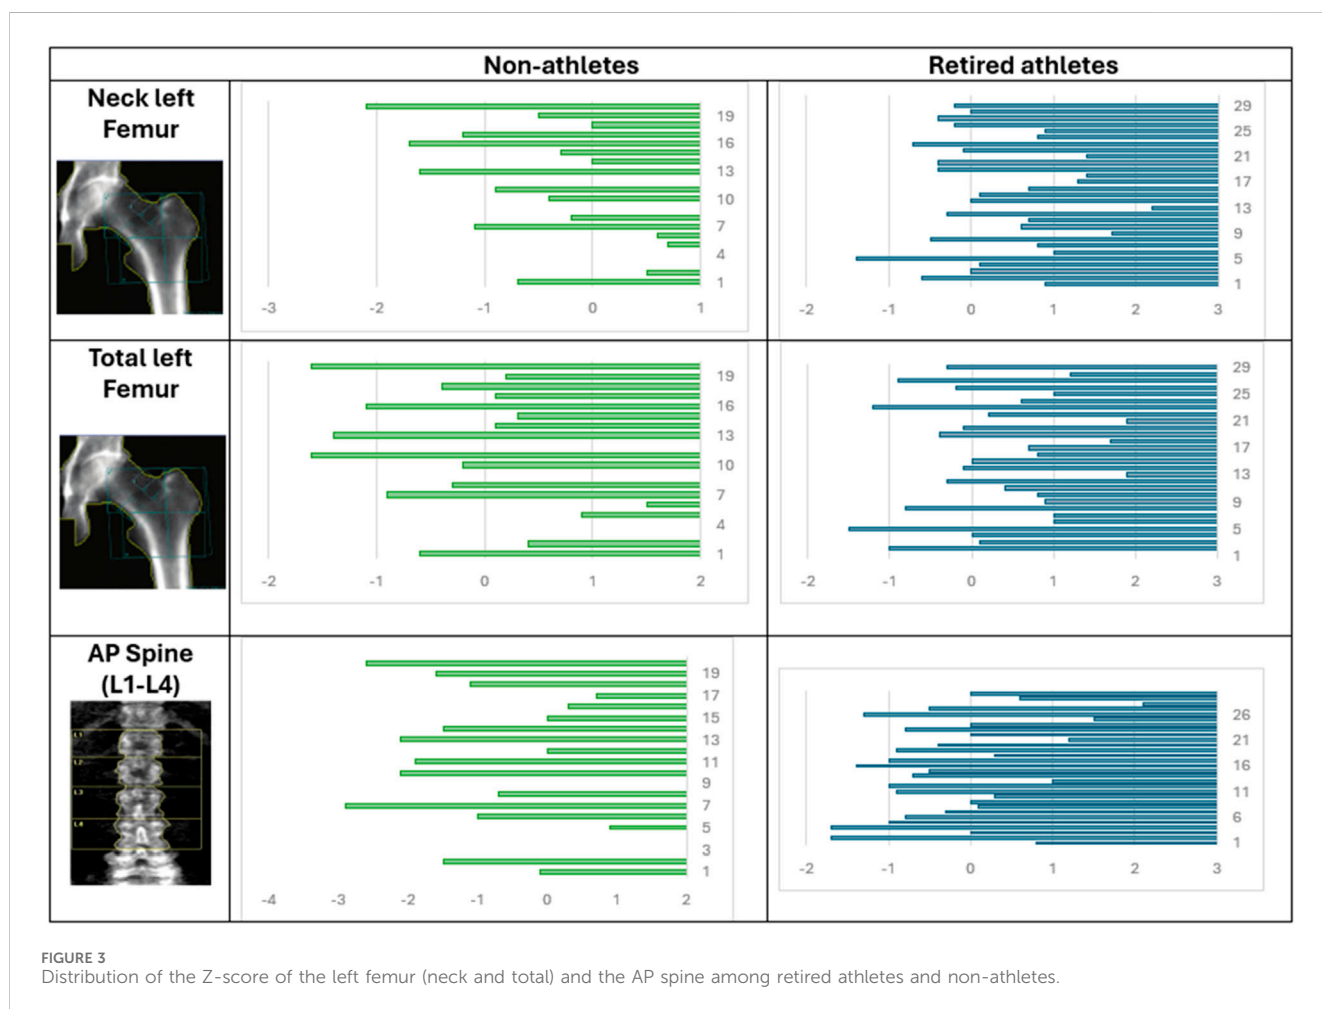 Non-athletes
Retired athletes
Neck left
Femur
19
16
13
10
7
4
1
-3 -2 -1 0 1
29
25
21
17
13
9
5
1
-2 -1 0 1 2 3
Total left
Femur
19
16
13
10
7
4
1
-2 -1 0 1 2
29
25
21
17
13
9
5
1
-2 -1 0 1 2 3
AP Spine
(L1-L4)
L1
L2
L3
L4
19
17
15
13
11
9
7
5
3
1
-4 -3 -2 -1 0 1 2
26
21
16
11
6
1
-2 -1 0 1 2 3
FIGURE 3
Distribution of the Z-score of the left femur (neck and total) and the AP spine among retired athletes and non-athletes.